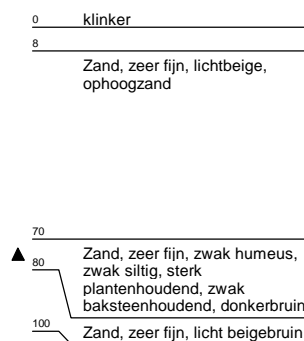 0 klinker
8
Zand, zeer fijn, lichtbeige,
ophoogzand
70
Zand, zeer fijn, zwak humeus,
80 zwak siltig, sterk
plantenhoudend, zwak
baksteenhoudend, donkerbruin
100 Zand, zeer fijn, licht beigebruin